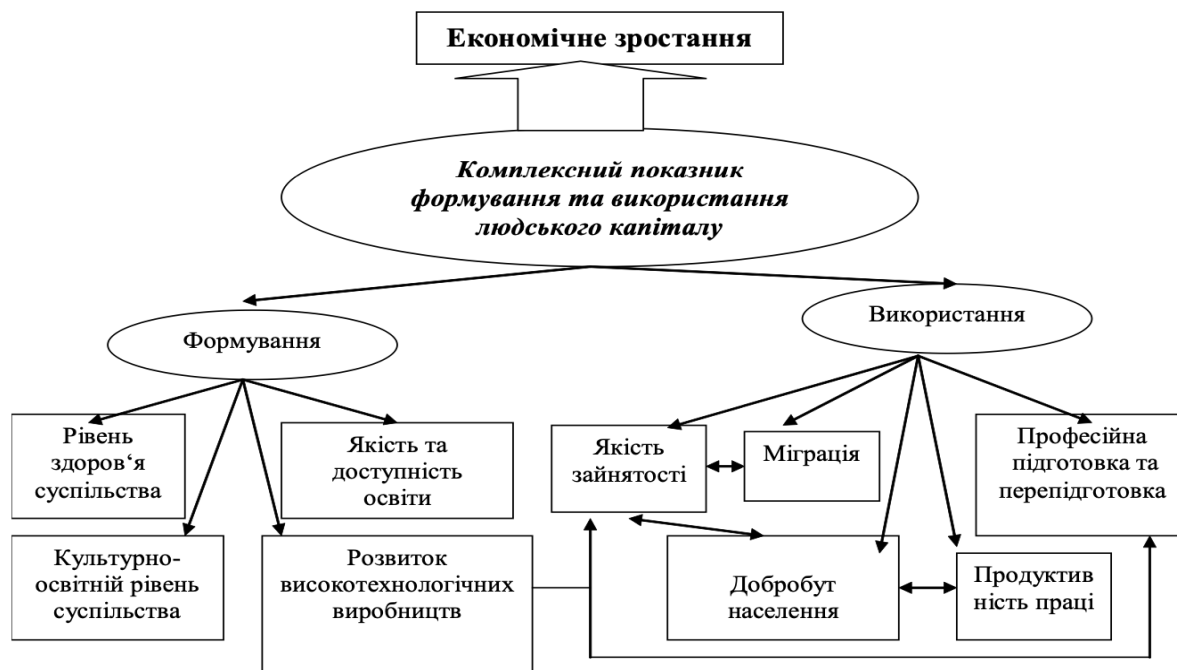 Економічне зростання
Комплексний показник
формування та використання
людського капіталу
Формування
Використання
Рівень
здоров‘я
суспільства
Якість та
доступність
освіти
Якість
зайнятості
Міграція
Професійна
підготовка та
перепідготовка
Культурно-
освітній рівень
суспільства
Розвиток
високотехнологічних
виробництв
Добробут
населення
Продуктив
ність праці